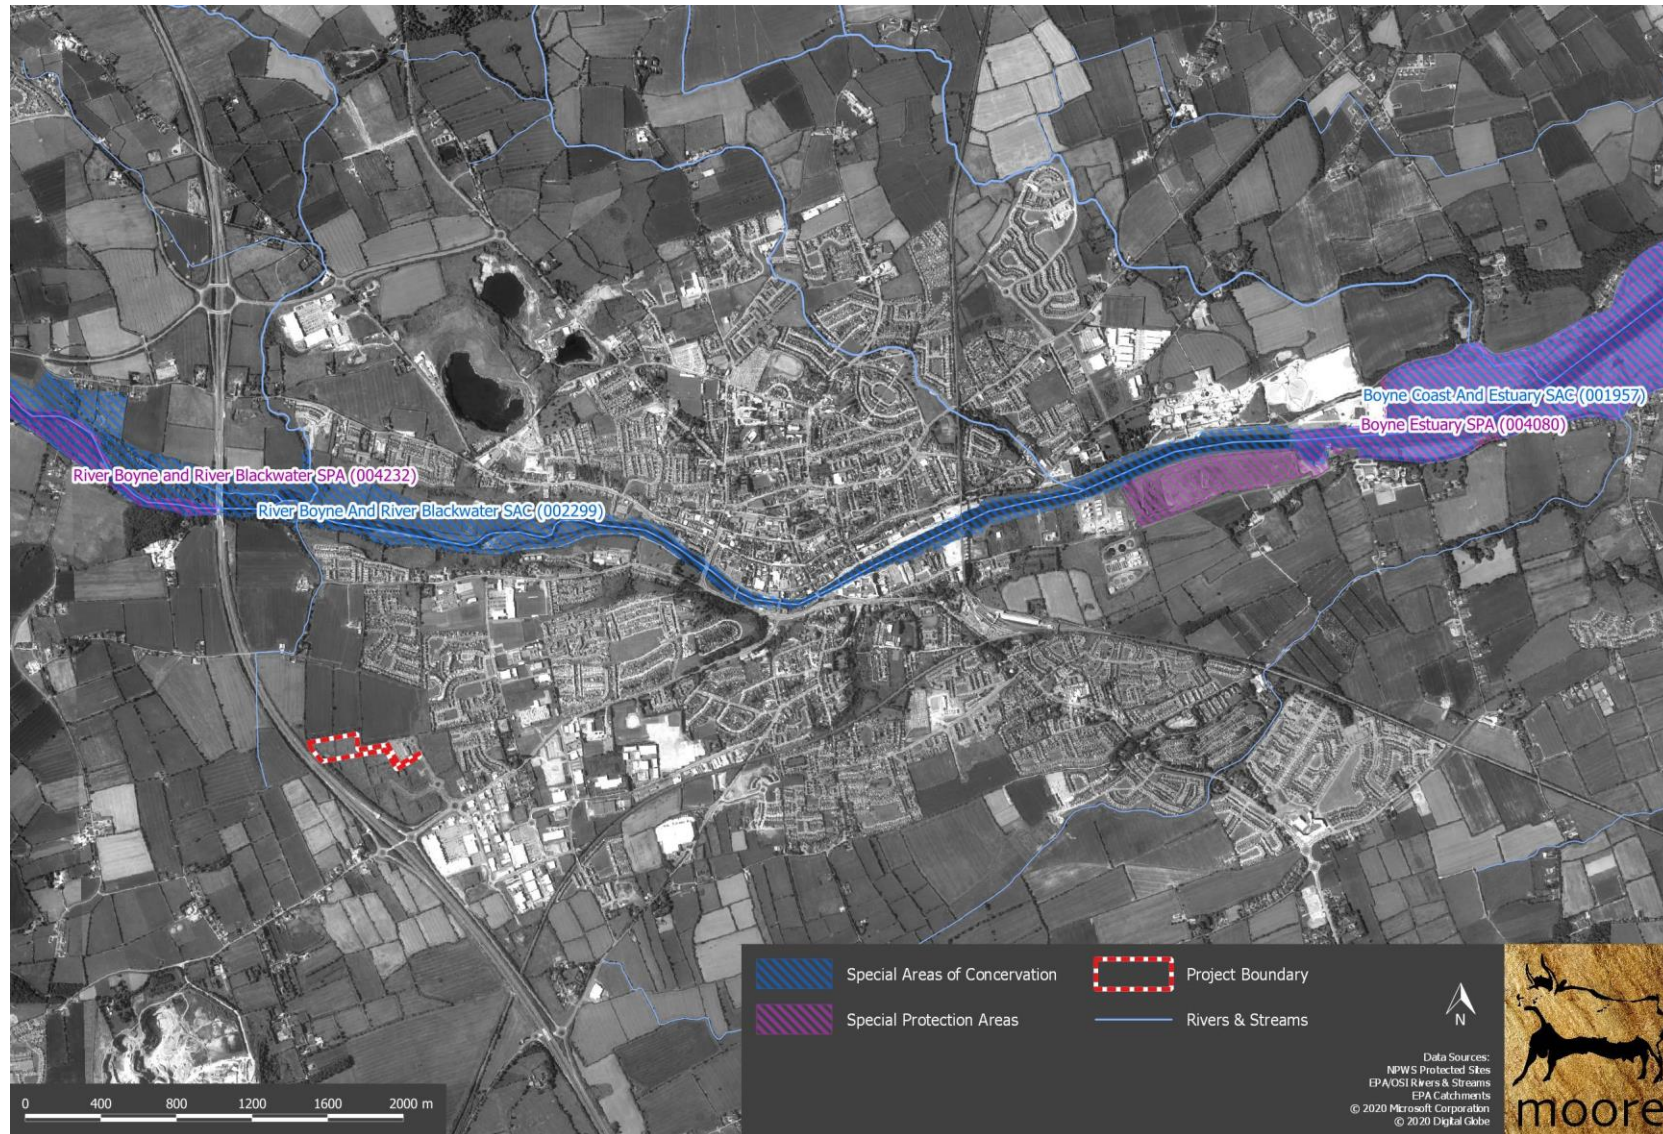 Boyne Coast And Estuary SAC (001957)
Boyne Estuary SPA (004080)
River Boyne and River Blackwater SPA (004232)
River Boyne And River Blackwater SAC (002299)
Special Areas of Concervation
Project Boundary
Special Protection Areas
Rivers & Streams
N
Data Sources:
NPWS Protected Sites
EPA/OSI Rivers & Streams
EPA Catchments
© 2020 Microsoft Corporation
© 2020 Digital Globe
moore
0 400 800 1200 1600 2000 m